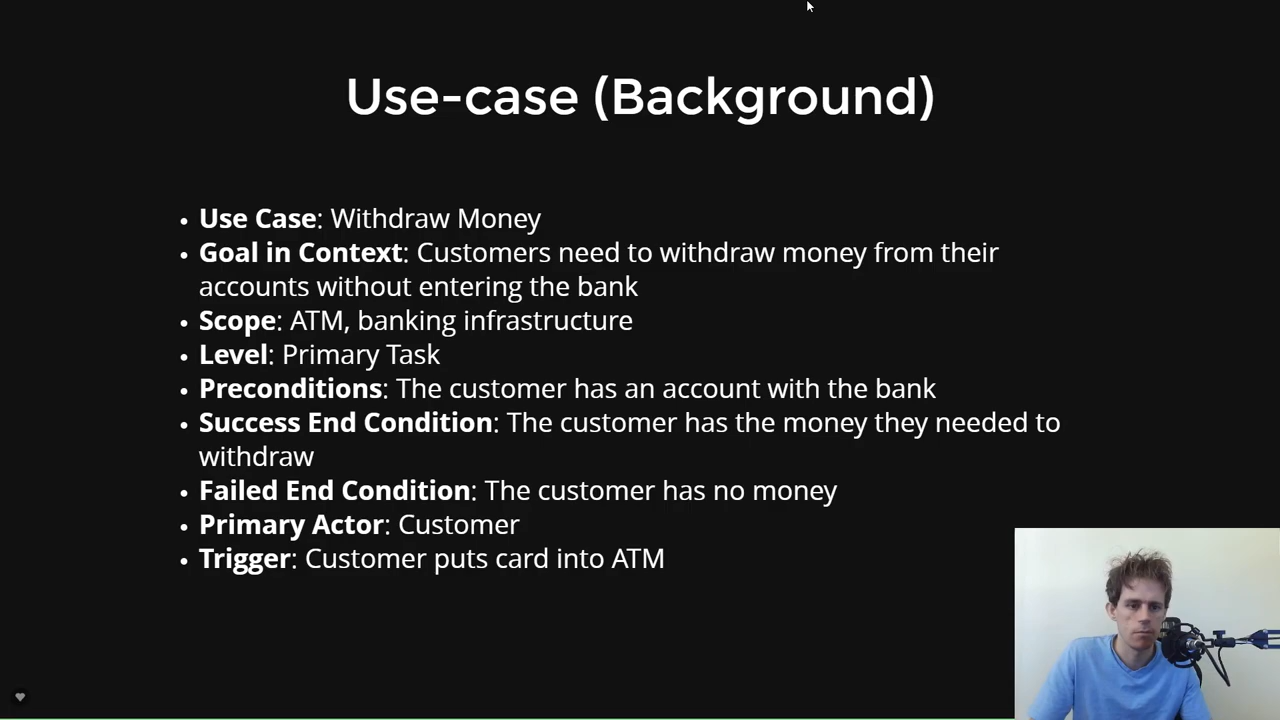 Use-case (Background)
• Use Case: Withdraw Money
• Goal in Context: Customers need to withdraw money from their
accounts without entering the bank
• Scope: ATM, banking infrastructure
• Level: Primary Task
• Preconditions: The customer has an account with the bank
• Success End Condition: The customer has the money they needed to
withdraw
• Failed End Condition: The customer has no money
• Primary Actor: Customer
• Trigger: Customer puts card into ATM